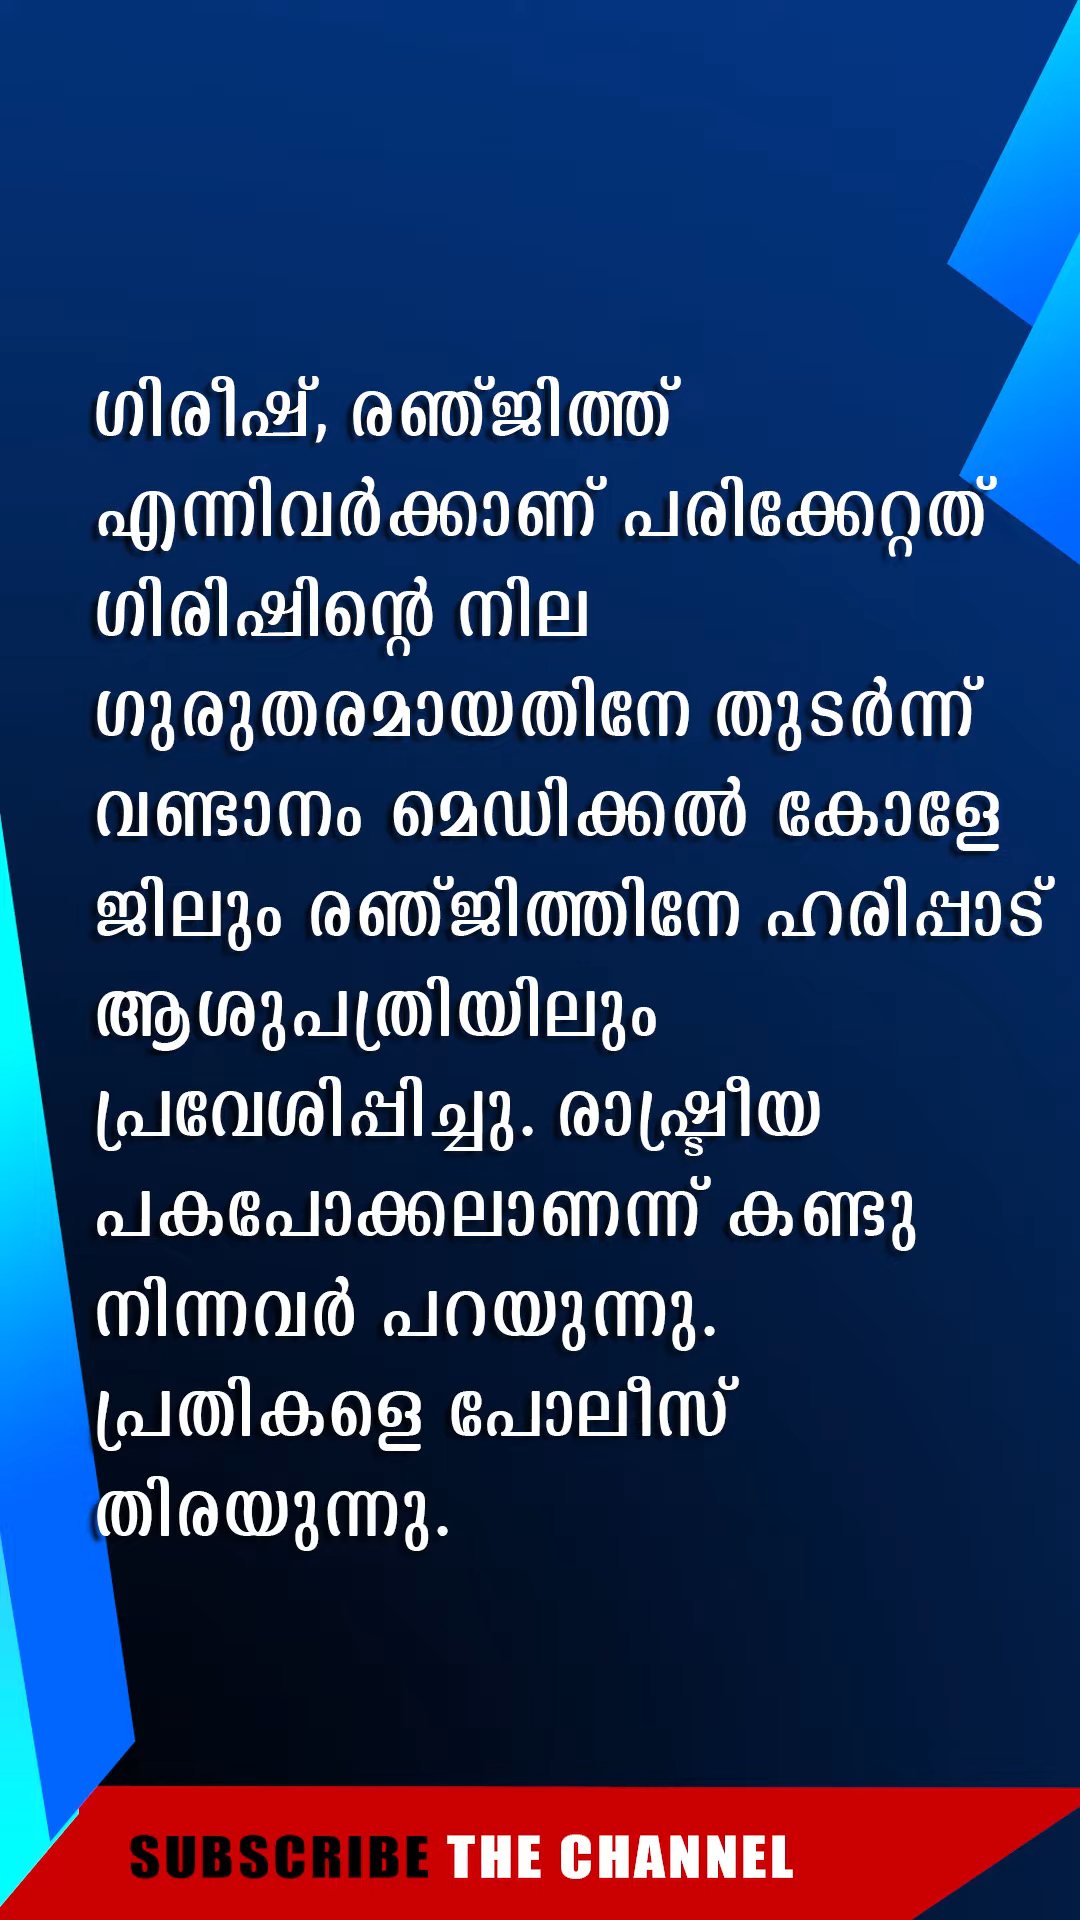 ഗിരീഷ്, രഞ്ജിത്ത്
എന്നിവർക്കാണ് പരിക്കേറ്റത്
ഗിരിഷിന്റെ നില
ഗുരുതരമായതിനേ തുടർന്ന്
വണ്ടാനം മെഡിക്കൽ കോളേ
ജിലും രഞ്ജിത്തിനേ ഹരിപ്പാട്
ആശുപത്രിയിലും
പ്രവേശിപ്പിച്ചു. രാഷ്ട്രീയ
പകപോക്കലാണന്ന് കണ്ടു
നിന്നവർ പറയുന്നു.
പ്രതികളെ പോലീസ്
തിരയുന്നു.
SUBSCRIBE THE CHANNEL